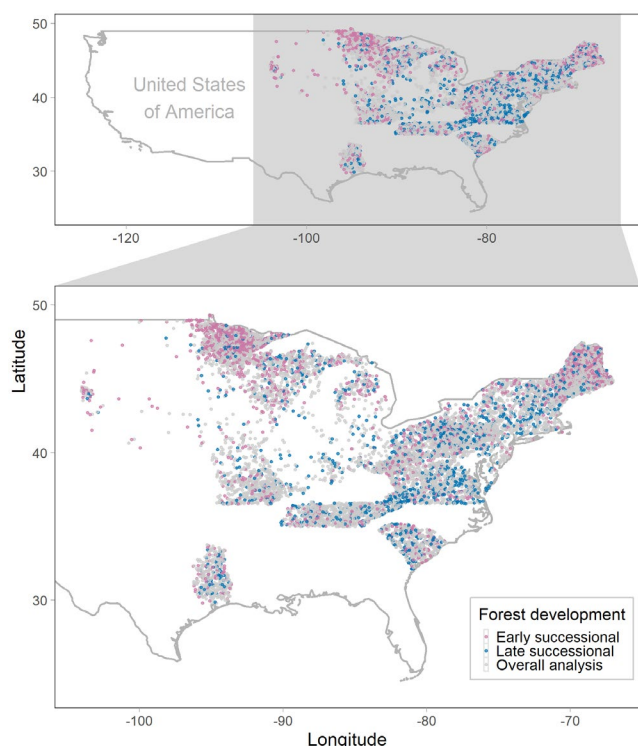 50
40
30
United States
of America
-120
-100
-80
50
40
30
Latitude
Forest development
Early successional
Late successional
Overall analysis
-100
-90
-80
-70
Longitude